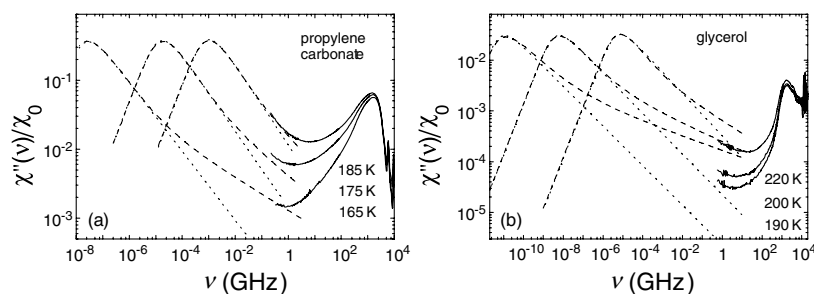 propylene
carbonate
10⁻¹
10⁻²
10⁻³
χ''(ν)/χ₀
185 K
175 K
165 K
(a)
10⁻⁸ 10⁻⁶ 10⁻⁴ 10⁻² 10⁰ 10² 10⁴
ν (GHz)
glycerol
10⁻²
10⁻³
10⁻⁴
10⁻⁵
χ''(ν)/χ₀
220 K
200 K
190 K
(b)
10⁻¹⁰ 10⁻⁸ 10⁻⁶ 10⁻⁴ 10⁻² 1 10² 10⁴
ν (GHz)